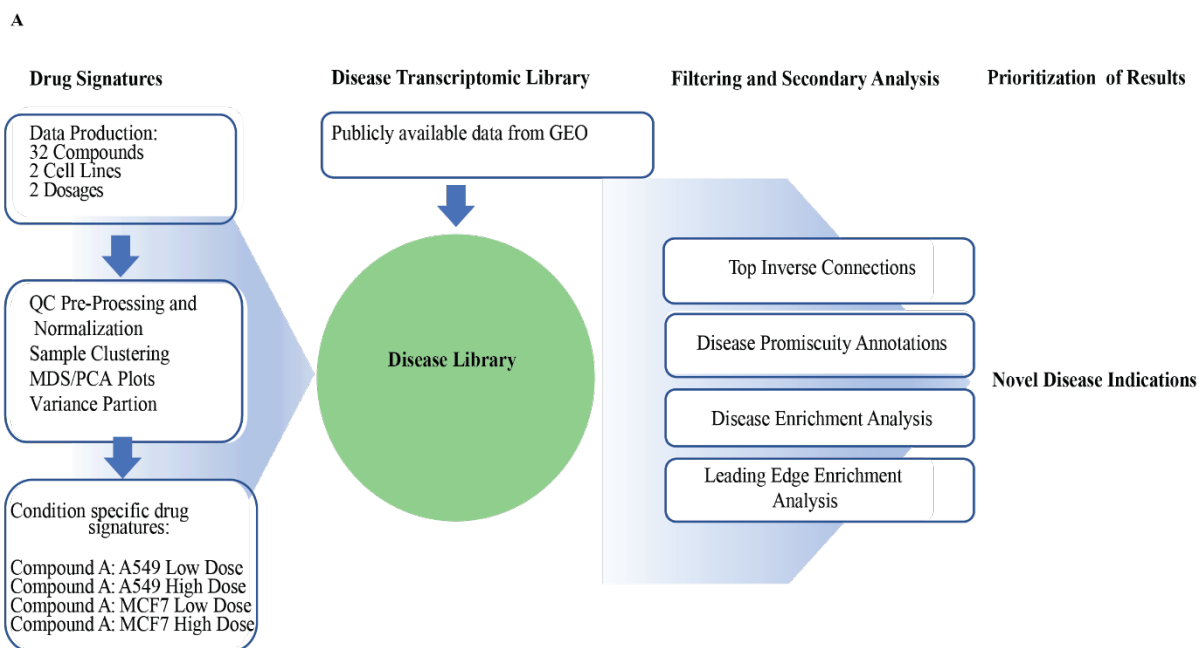 A
Drug Signatures
Data Production:
32 Compounds
2 Cell Lines
2 Dosages
QC Pre-Proessing and
Normalization
Sample Clustering
MDS/PCA Plots
Variance Partion
Condition specific drug
signatures:
Compound A: A549 Low Dose
Compound A: A549 High Dose
Compound A: MCF7 Low Dose
Compound A: MCF7 High Dose
Disease Transcriptomic Library
Publicly available data from GEO
Disease Library
Filtering and Secondary Analysis
Top Inverse Connections
Disease Promiscuity Annotations
Disease Enrichment Analysis
Leading Edge Enrichment
Analysis
Prioritization of Results
Novel Disease Indications